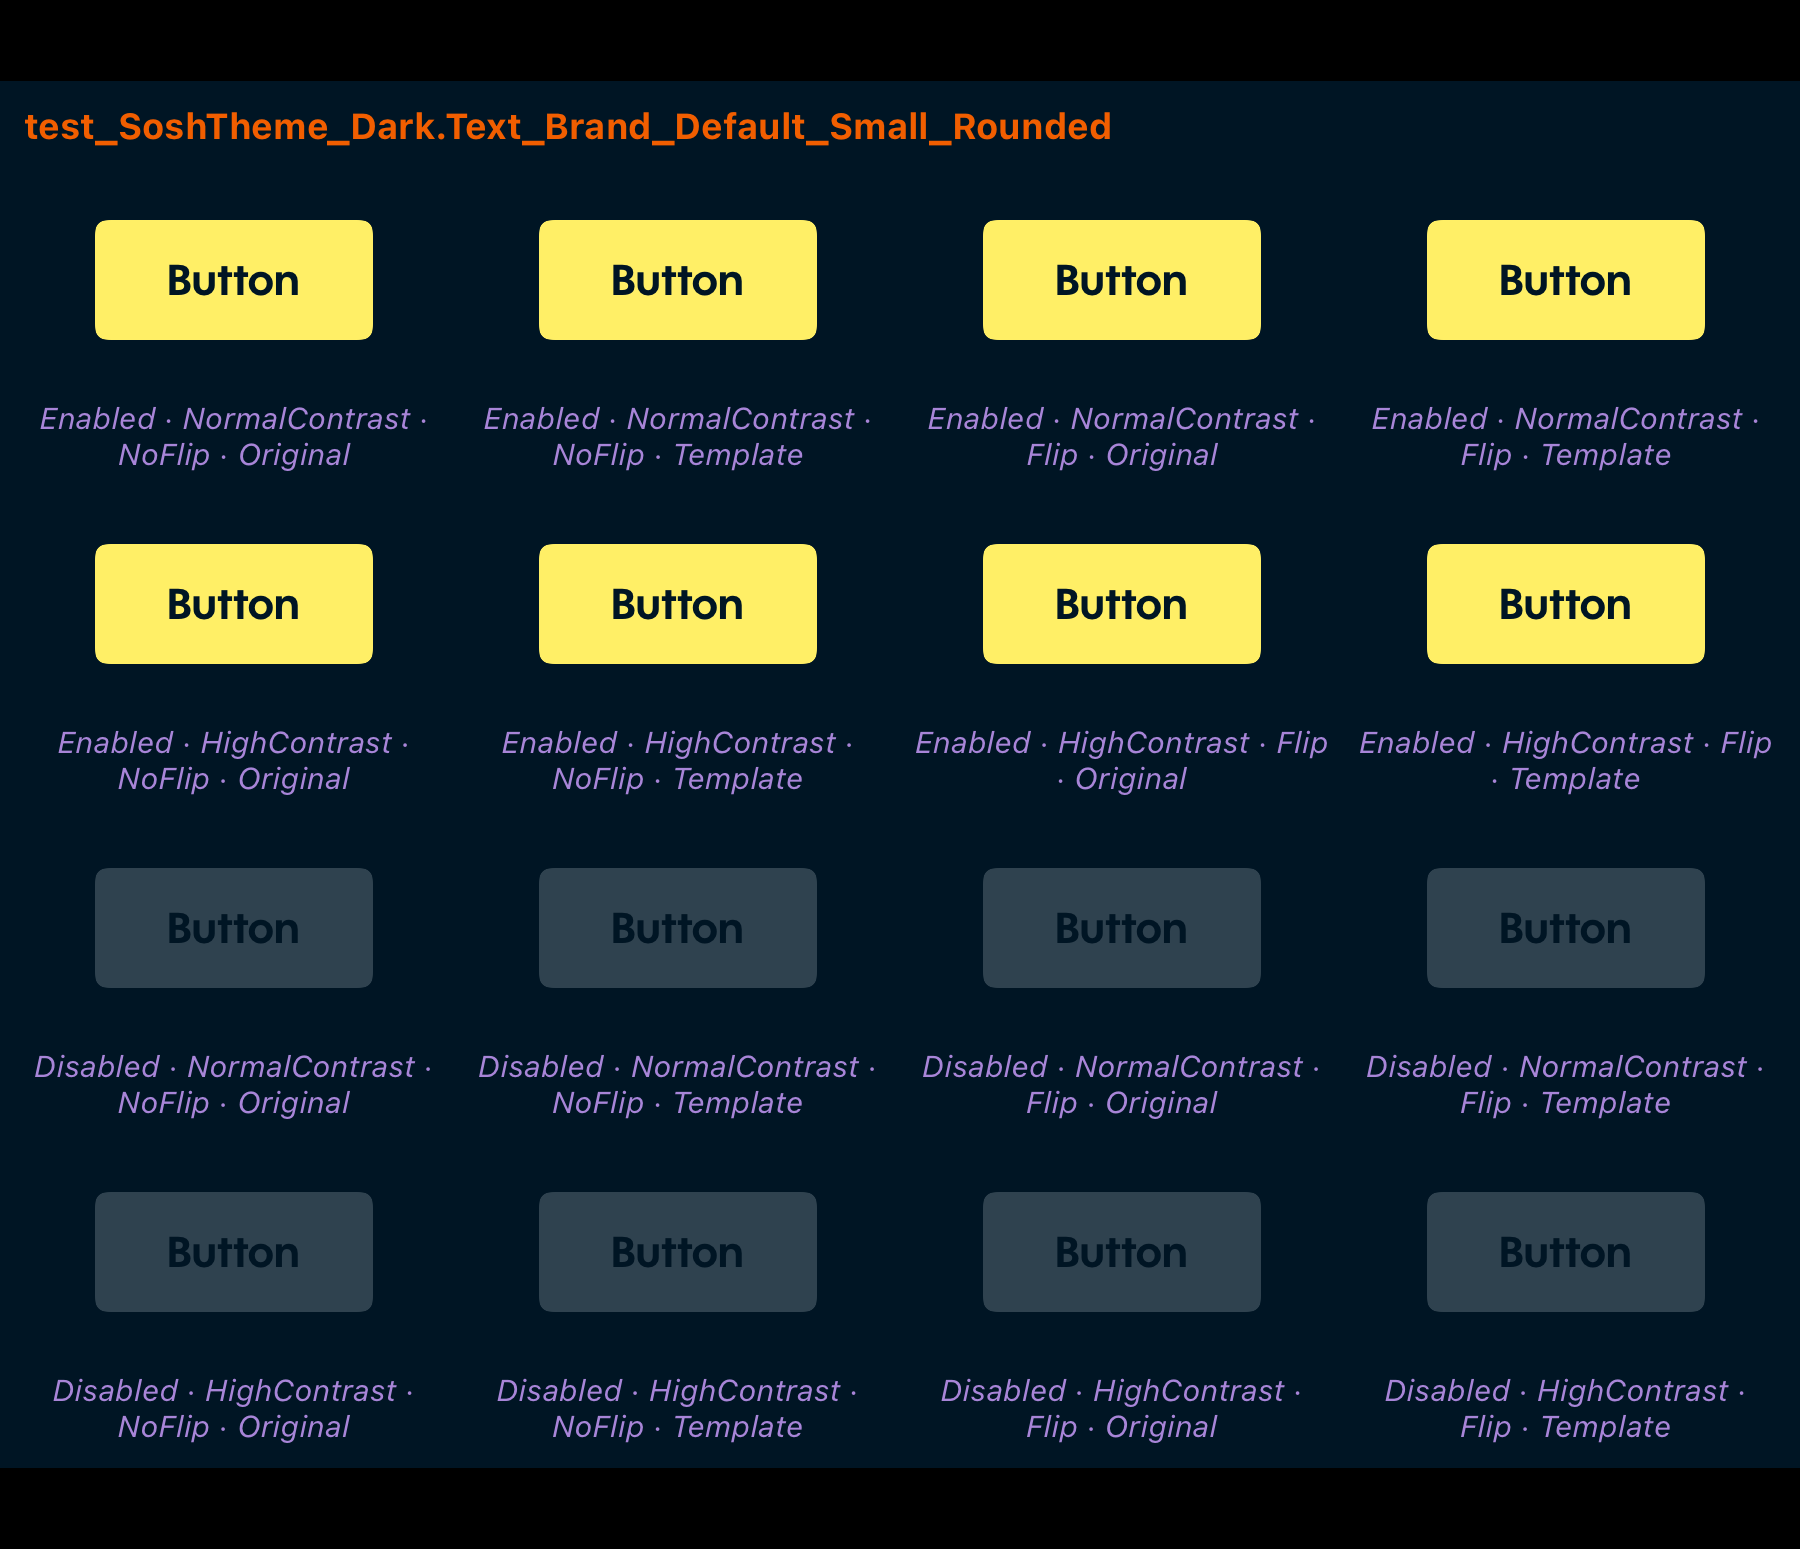 test_SoshTheme_Dark.Text_Brand_Default_Small_Rounded
Button Button Button Button
Enabled · NormalContrast · Enabled · NormalContrast · Enabled · NormalContrast · Enabled · NormalContrast ·
NoFlip · Original NoFlip · Template Flip · Original Flip · Template
Button Button Button Button
Enabled · HighContrast · Enabled · HighContrast · Enabled · HighContrast · Flip Enabled · HighContrast · Flip
NoFlip · Original NoFlip · Template · Original · Template
Button Button Button Button
Disabled · NormalContrast · Disabled · NormalContrast · Disabled · NormalContrast · Disabled · NormalContrast ·
NoFlip · Original NoFlip · Template Flip · Original Flip · Template
Button Button Button Button
Disabled · HighContrast · Disabled · HighContrast · Disabled · HighContrast · Disabled · HighContrast ·
NoFlip · Original NoFlip · Template Flip · Original Flip · Template